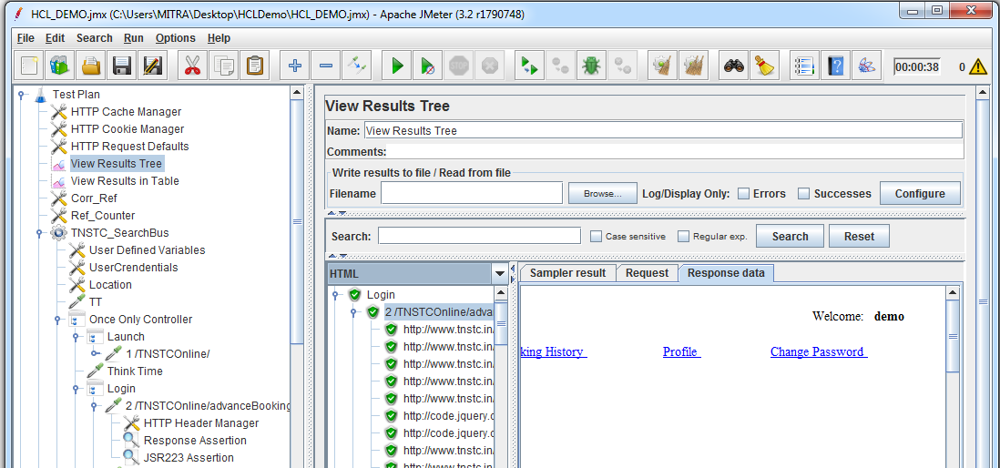 HCL_DEMO.jmx (C:\Users\MITRA\Desktop\HCLDemo\HCL_DEMO.jmx) - Apache JMeter (3.2 r1790748)
File Edit Search Run Options Help
00:00:38 0
Test Plan
HTTP Cache Manager
HTTP Cookie Manager
HTTP Request Defaults
View Results Tree
View Results in Table
Corr_Ref
Ref_Counter
TNSTC_SearchBus
User Defined Variables
UserCrendentials
Location
TT
Once Only Controller
Launch
1 /TNSTCOnline/
Think Time
Login
2 /TNSTCOnline/advanceBooking
HTTP Header Manager
Response Assertion
JSR223 Assertion
View Results Tree
Name: View Results Tree
Comments:
Write results to file / Read from file
Filename Browse... Log/Display Only: Errors Successes Configure
Search: Case sensitive Regular exp. Search Reset
HTML
Login
2 /TNSTCOnline/advan
http://www.tnstc.in/
http://www.tnstc.in/
http://www.tnstc.in/
http://www.tnstc.in/
http://www.tnstc.in/
http://code.jquery.c
http://code.jquery.c
http://www.tnstc.in/
http://www.tnstc.in/
Sampler result Request Response data
Welcome: demo
king History Profile Change Password